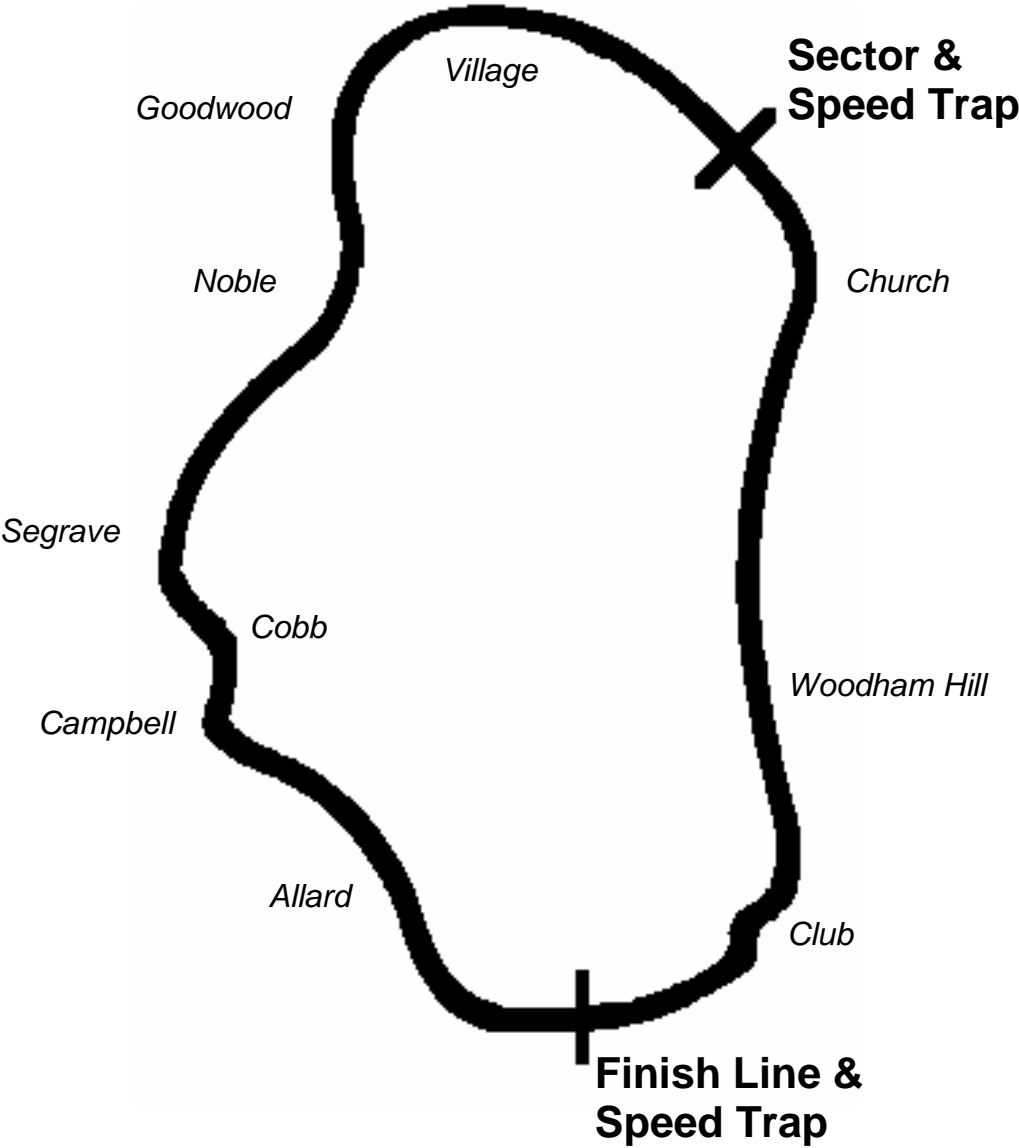 Sector &
Speed Trap
Village
Goodwood
Noble
Church
Segrave
Cobb
Woodham Hill
Campbell
Allard
Club
Finish Line &
Speed Trap